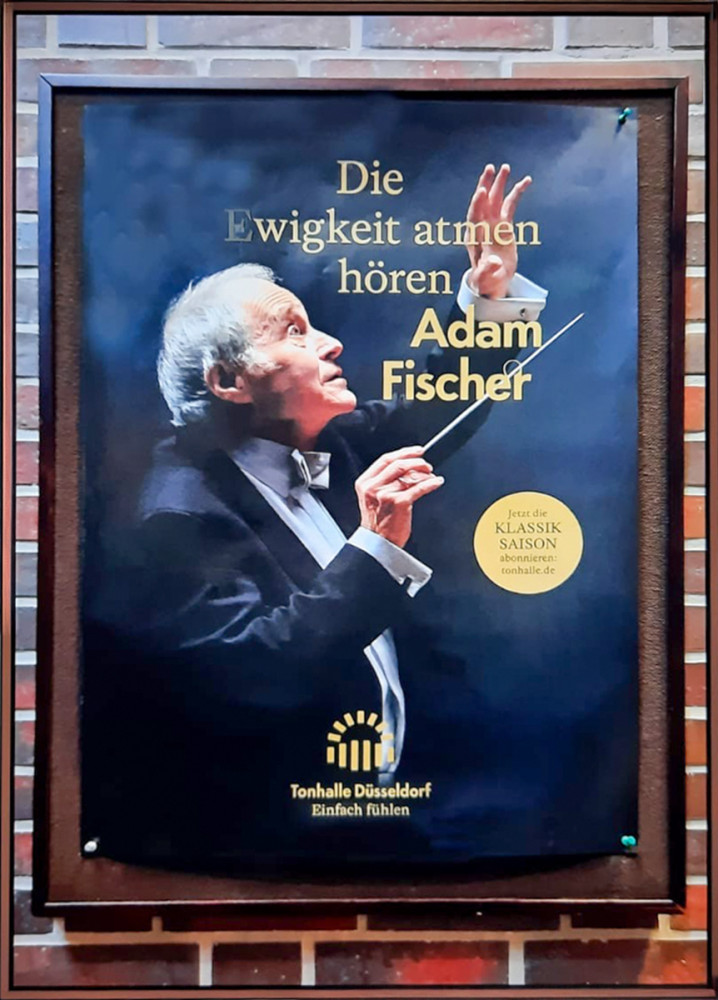 Die
Ewigkeit atmen
hören
Adam
Fischer
Jetzt die
KLASSIK
SAISON
abonnieren:
tonhalle.de
Tonhalle Düsseldorf
Einfach fühlen